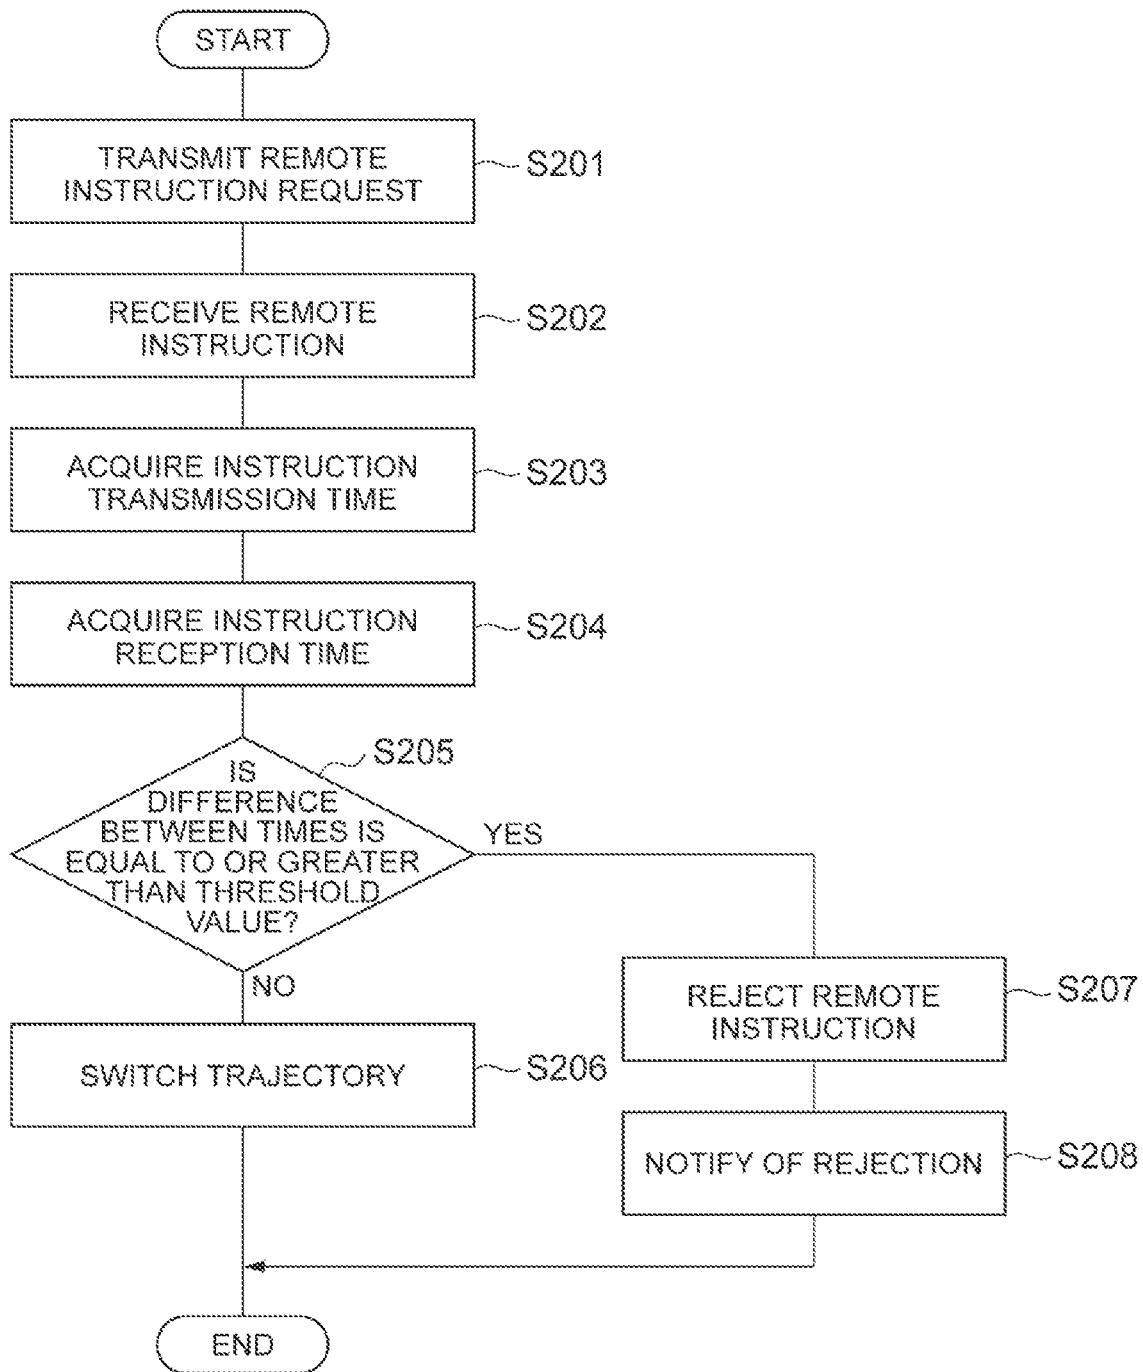 START
TRANSMIT REMOTE
INSTRUCTION REQUEST
S201
RECEIVE REMOTE
INSTRUCTION
S202
ACQUIRE INSTRUCTION
TRANSMISSION TIME
S203
ACQUIRE INSTRUCTION
RECEPTION TIME
S204
S205
IS
DIFFERENCE
BETWEEN TIMES IS
EQUAL TO OR GREATER
THAN THRESHOLD
VALUE?
YES
NO
SWITCH TRAJECTORY
S206
REJECT REMOTE
INSTRUCTION
S207
NOTIFY OF REJECTION
S208
END